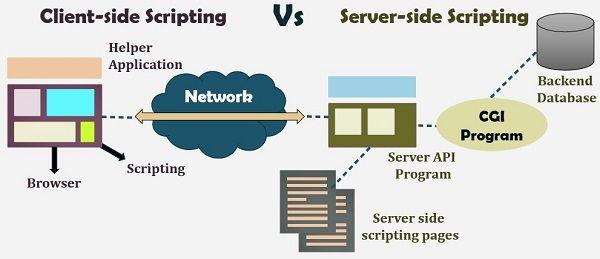 Client-side Scripting Vs Server-side Scripting
Helper
Application
Network
Backend
Database
CGI
Program
Server API
Program
Scripting
Browser
Server side
scripting pages